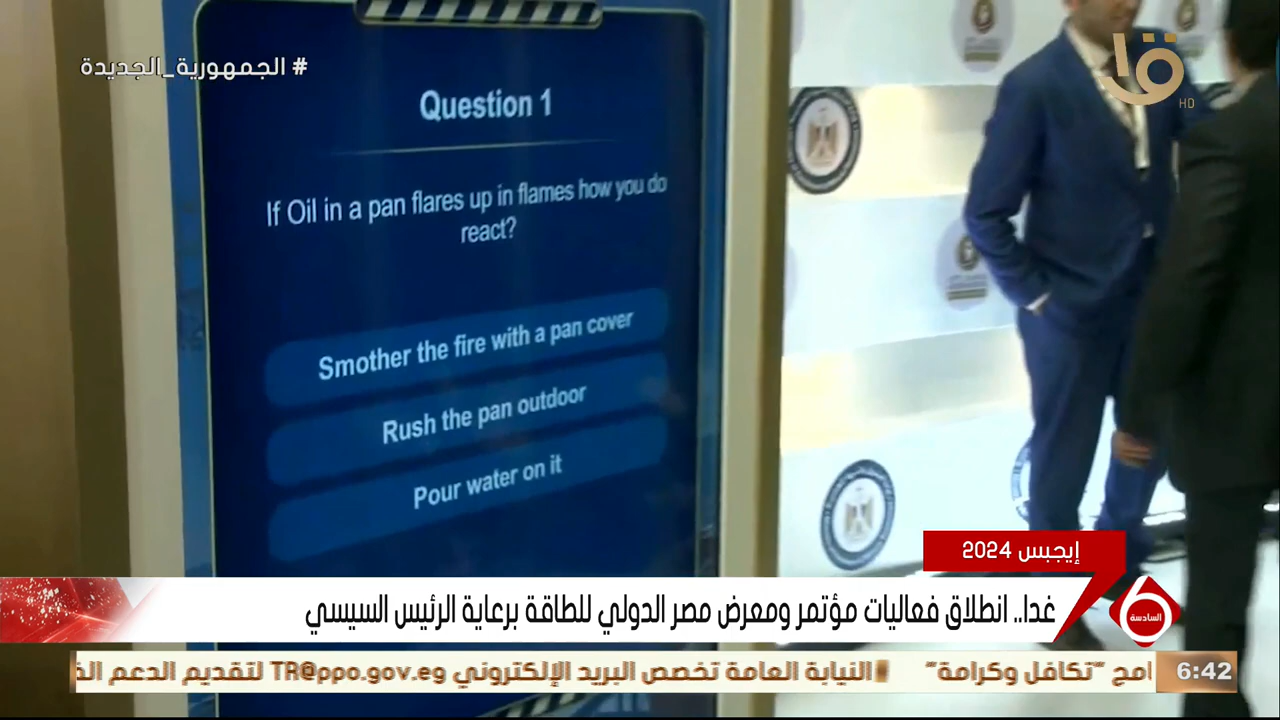 #الجمهورية_الجديدة
HD
Question 1
If Oil in a pan flares up in flames how you do
react?
Smother the fire with a pan cover
Rush the pan outdoor
Pour water on it
إيجبس 2024
غدا.. انطلاق فعاليات مؤتمر ومعرض مصر الدولي للطاقة برعاية الرئيس السيسي
السادسة
6:42
"تكافل وكرامة" النيابة العامة تخصص البريد الإلكتروني TR@ppo.gov.eg لتقديم الدعم